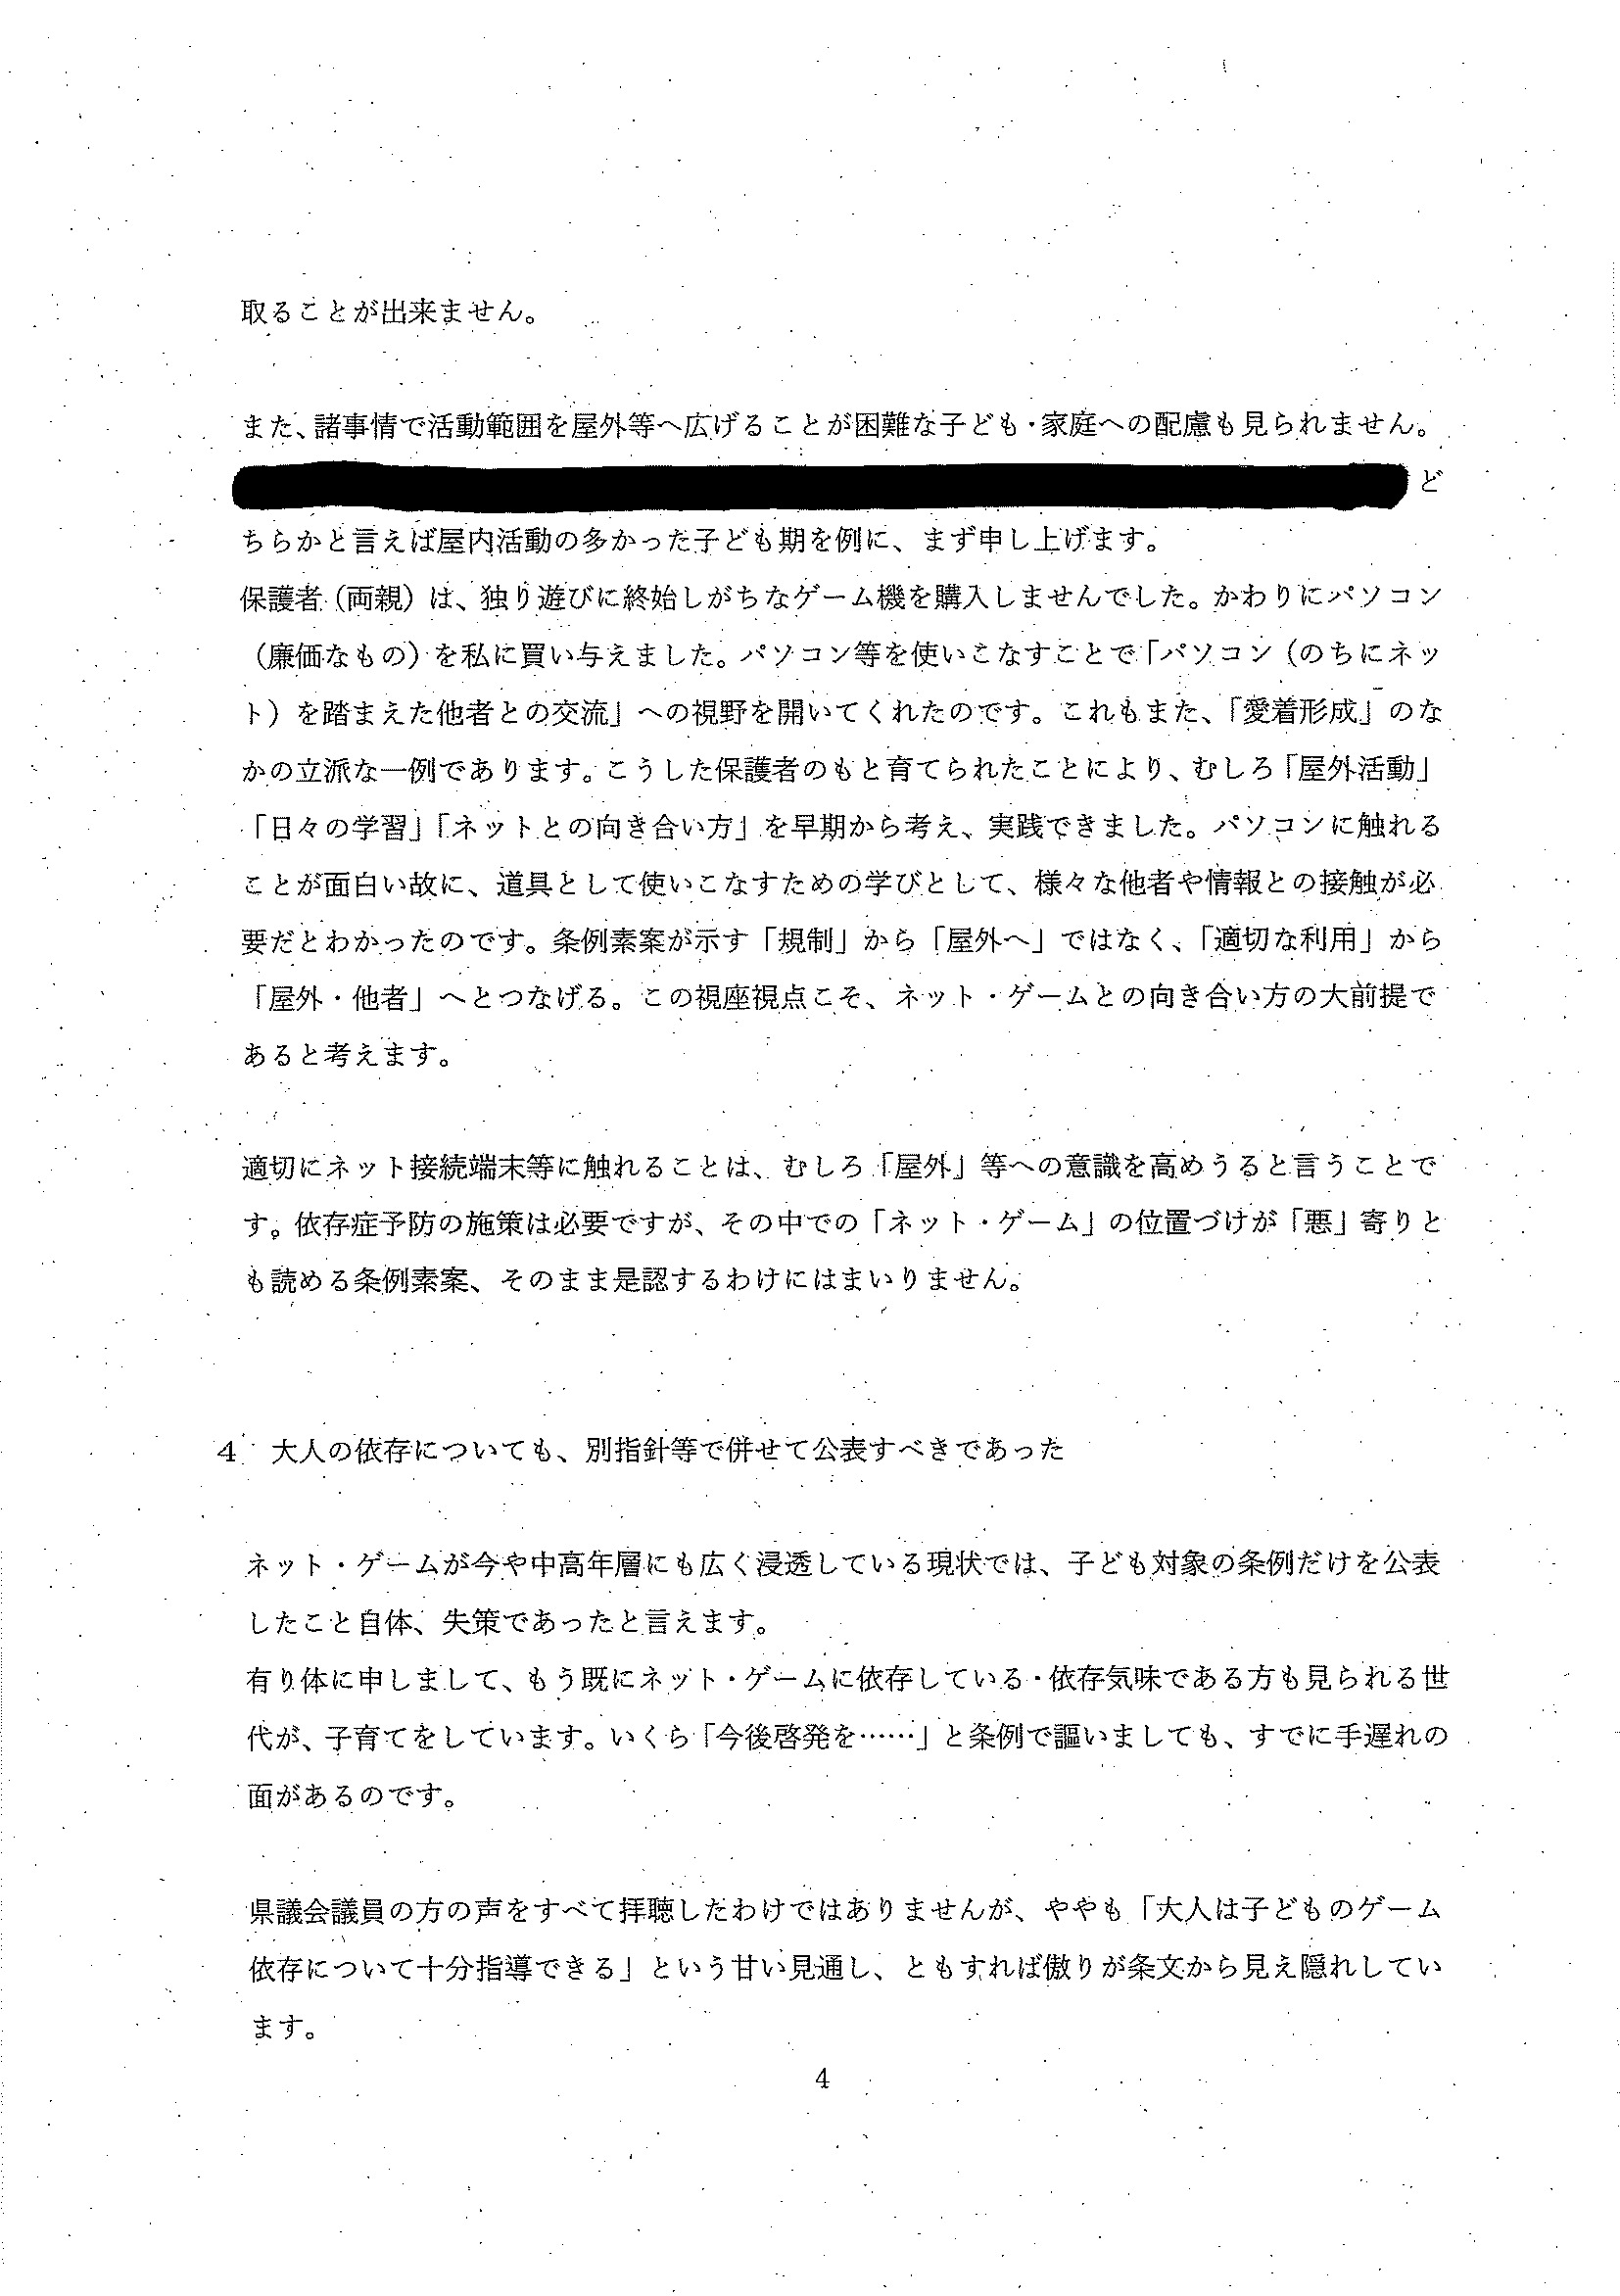 取ることが出来ません。
また、諸事情で活動範囲を屋外等へ広げることが困難な子ども・家庭への配慮も見られません。
ど
ちらかと言えば屋内活動の多かった子ども期を例に、まず申し上げます。
保護者（両親）は、独り遊びに終始しがちなゲーム機を購入しませんでした。かわりにパソコン
（廉価なもの）を私に買い与えました。パソコン等を使いこなすことで「パソコン（のちにネッ
ト）を踏まえた他者との交流」への視野を開いてくれたのです。これもまた、「愛着形成」のな
かの立派な一例であります。こうした保護者のもと育てられたことにより、むしろ「屋外活動」
「日々の学習」「ネットとの向き合い方」を早期から考え、実践できました。パソコンに触れる
ことが面白い故に、道具として使いこなすための学びとして、様々な他者や情報との接触が必
要だとわかったのです。条例素案が示す「規制」から「屋外へ」ではなく、「適切な利用」から
「屋外・他者」へとつなげる。この視座視点こそ、ネット・ゲームとの向き合い方の大前提で
あると考えます。
適切にネット接続端末等に触れることは、むしろ「屋外」等への意識を高めうると言うことで
す。依存症予防の施策は必要ですが、その中での「ネット・ゲーム」の位置づけが「悪」寄りと
も読める条例素案、そのまま是認するわけにはまいりません。
４　大人の依存についても、別指針等で併せて公表すべきであった
ネット・ゲームが今や中高年層にも広く浸透している現状では、子ども対象の条例だけを公表
したこと自体、失策であったと言えます。
有り体に申しまして、もう既にネット・ゲームに依存している・依存気味である方も見られる世
代が、子育てをしています。いくら「今後啓発を……」と条例で謳いましても、すでに手遅れの
面があるのです。
県議会議員の方の声をすべて拝聴したわけではありませんが、ややも「大人は子どものゲーム
依存について十分指導できる」という甘い見通し、ともすれば傲りが条文から見え隠れしてい
ます。
4